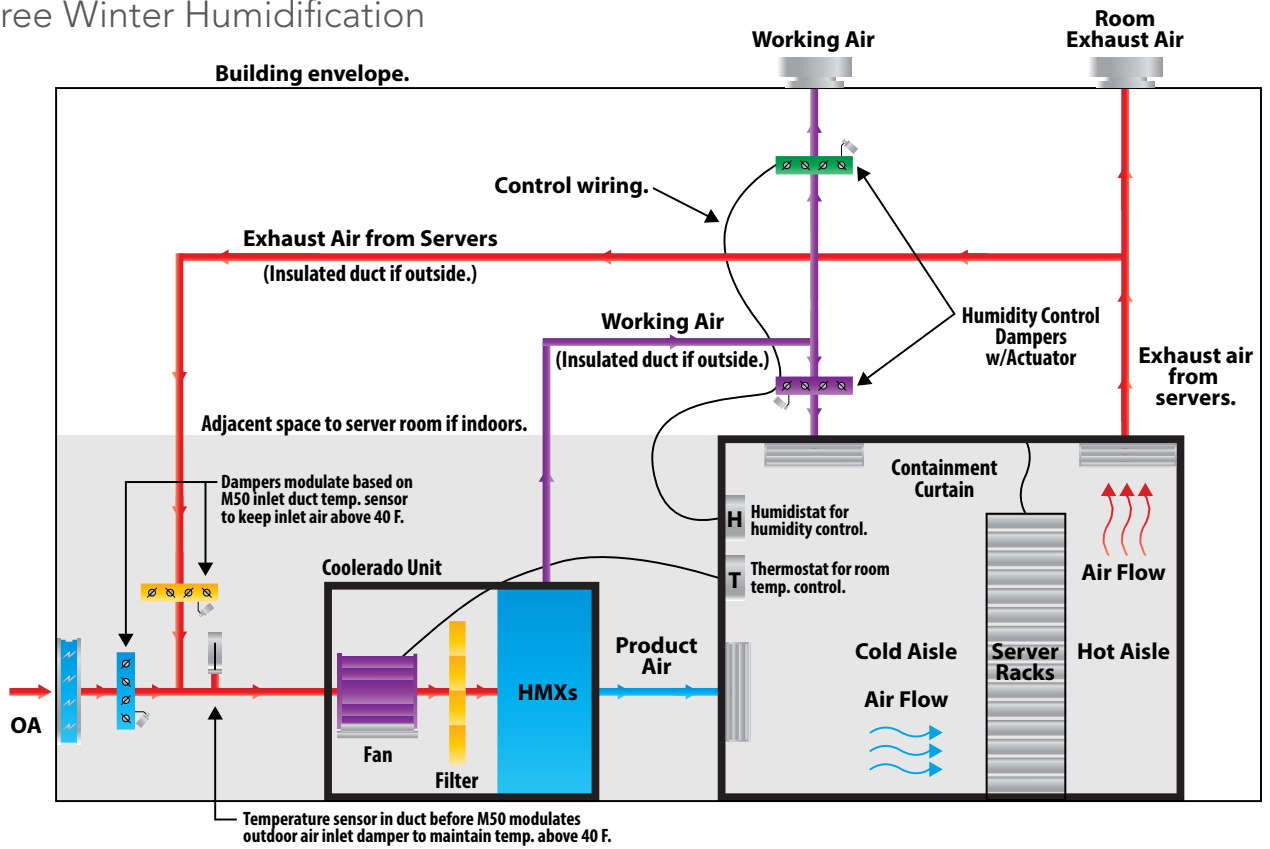 ree Winter Humidification
Working Air
Room
Exhaust Air
Building envelope.
Control wiring.
Exhaust Air from Servers
(Insulated duct if outside.)
Working Air
(Insulated duct if outside.)
Humidity Control
Dampers
w/Actuator
Exhaust air
from
servers.
Adjacent space to server room if indoors.
Dampers modulate based on
M50 inlet duct temp. sensor
to keep inlet air above 40 F.
Containment
Curtain
H
Humidistat for
humidity control.
T
Thermostat for room
temp. control.
Air Flow
Coolerado Unit
Product
Air
Cold Aisle
Server
Racks
Hot Aisle
Air Flow
HMXs
OA
Fan
Filter
Temperature sensor in duct before M50 modulates
outdoor air inlet damper to maintain temp. above 40 F.